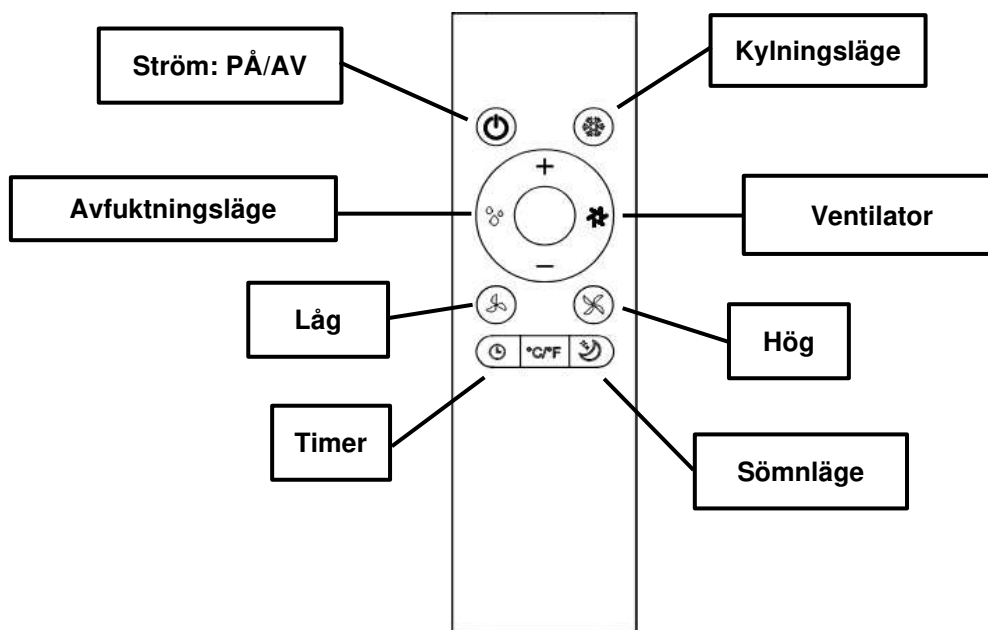 Kylningsläge
Ström: PÅ/AV
+
Avfuktningsläge
Ventilator
−
Låg
Hög
°C/°F
Timer
Sömnläge